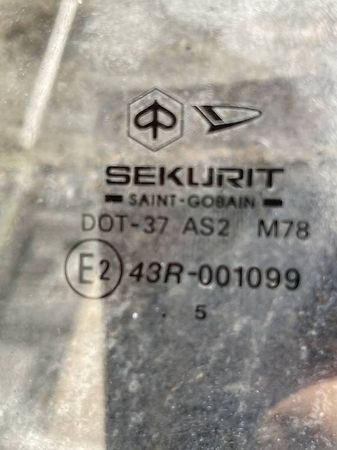 SEKURIT
SAINT-GOBAIN
DOT-37 AS2 M78
E2 43R-001099
. 5